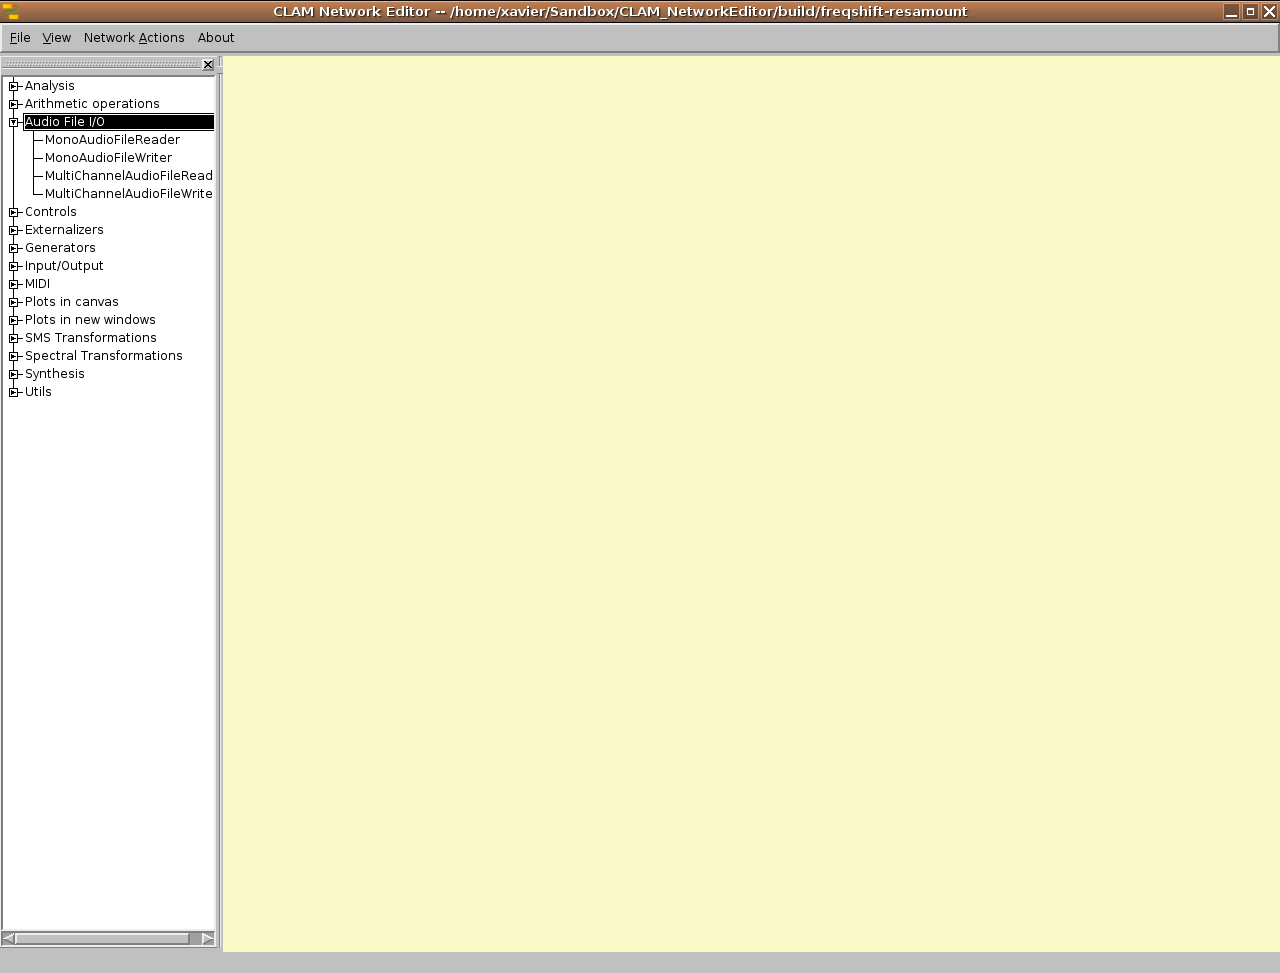 CLAM Network Editor -- /home/xavier/Sandbox/CLAM_NetworkEditor/build/freqshift-resamount
File View Network Actions About
Analysis
Arithmetic operations
Audio File I/O
MonoAudioFileReader
MonoAudioFileWriter
MultiChannelAudioFileRead
MultiChannelAudioFileWrite
Controls
Externalizers
Generators
Input/Output
MIDI
Plots in canvas
Plots in new windows
SMS Transformations
Spectral Transformations
Synthesis
Utils